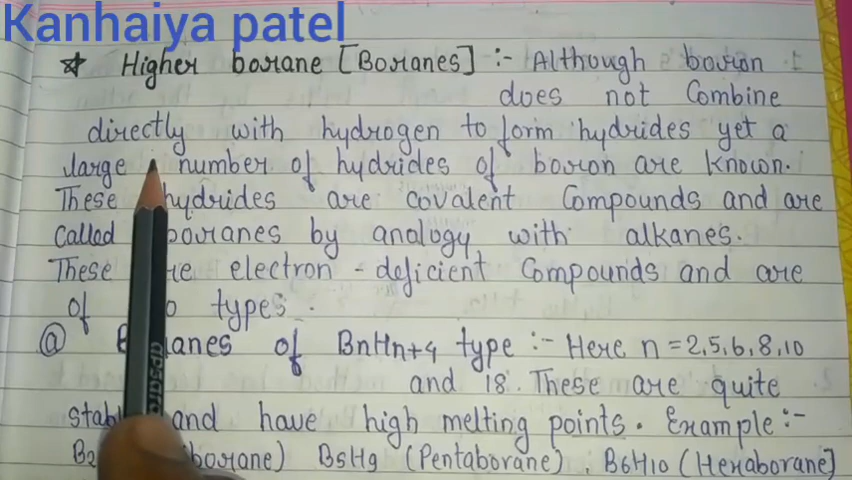 Kanhaiya patel
☆ Higher borane [Boranes] :- Although boron
does not Combine
directly with hydrogen to form hydrides yet a
large number of hydrides of boron are known.
These hydrides are covalent Compounds and are
Called boranes by analogy with alkanes.
These electron - deficient Compounds and are
of types.
ⓐ Boranes of BnHn+4 type :- Here n = 2,5,6,8,10
and 18. These are quite
stable and have high melting points. Example :-
B5H9 (Pentaborane), B6H10 (Hexaborane]
apsara